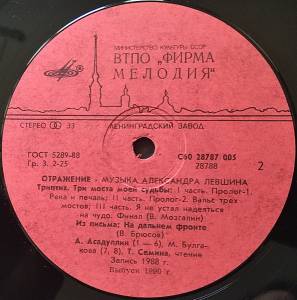 МИНИСТЕРСТВО КУЛЬТУРЫ СССР
ВТПО „ФИРМА
МЕЛОДИЯ"
СТЕРЕО 33
ЛЕНИНГРАДСКИЙ ЗАВОД
ГОСТ 5289-88
Гр. 3. 2-25
С60 28787 005
28788
2
ОТРАЖЕНИЕ - МУЗЫКА АЛЕКСАНДРА ЛЕВШИНА
Триптих. Три моста моей судьбы: I часть. Пролог-1.
Река и печаль; II часть. Пролог-2. Вальс трех
мостов; III часть. Я не устал надеяться
на чудо. Финал (В. Мозгалин)
Из письма; На дальнем фронте
(В. Брюсов)
А. Асадуллин (1—6), М. Булга-
кова (7, 8), Т. Семина, чтение
Запись 1988 г.
Выпуск 1890 г.